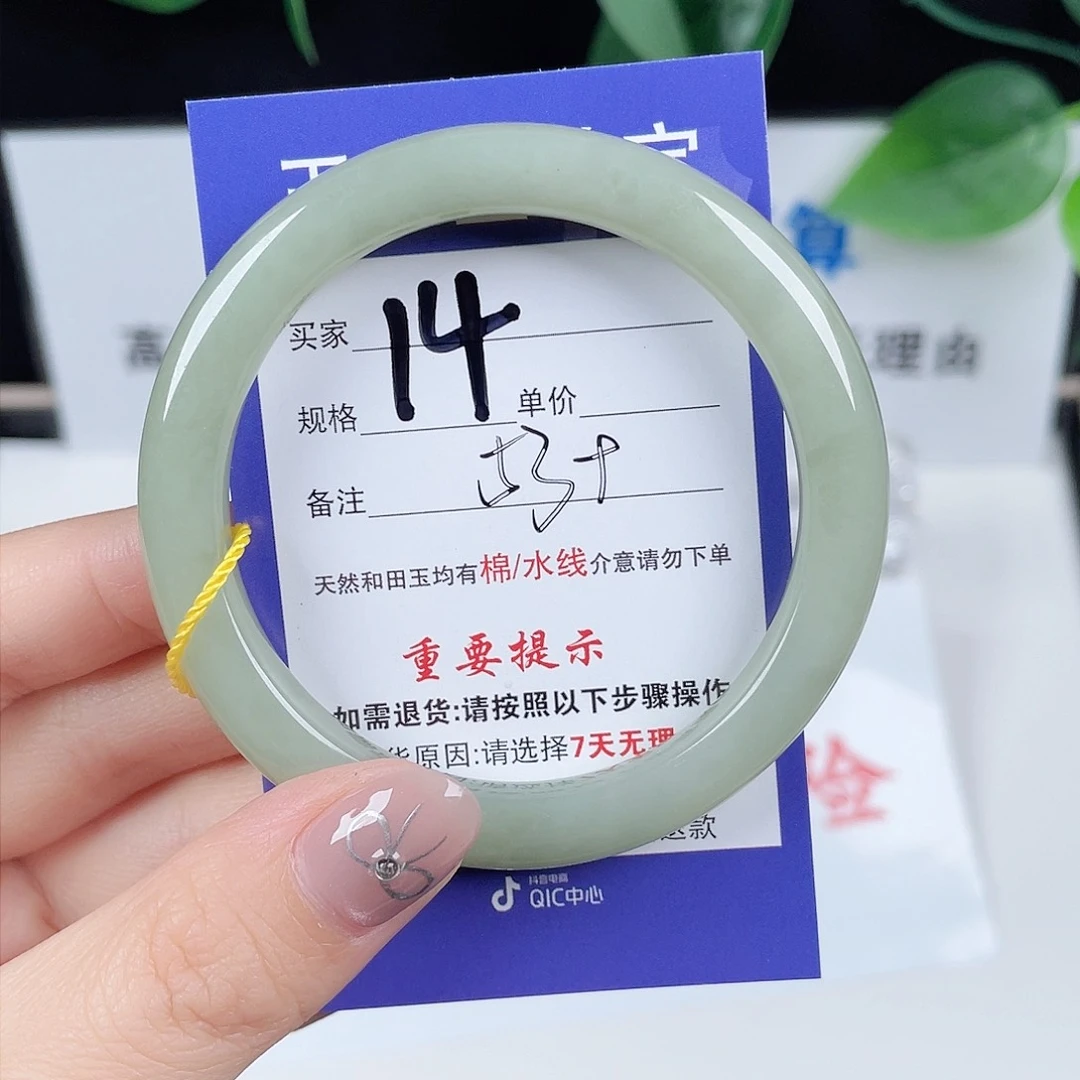 算
高 理由
买家 14
规格 单价
备注
天然和田玉均有棉/水线介意请勿下单
重要提示
如需退货:请按照以下步骤操作
货原因:请选择7天无理
退款
抖音电商
QIC中心